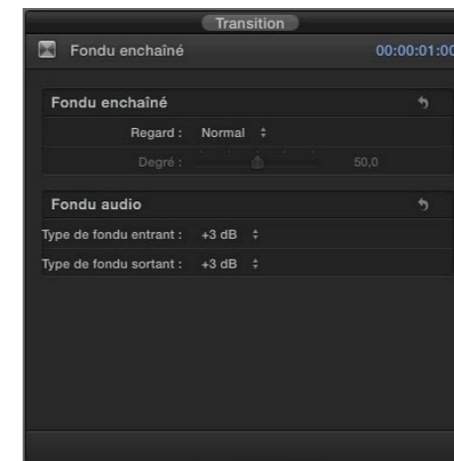 Transition
Fondu enchaîné 00:00:01:00
Fondu enchaîné
Regard : Normal
Degré : 50,0
Fondu audio
Type de fondu entrant : +3 dB
Type de fondu sortant : +3 dB